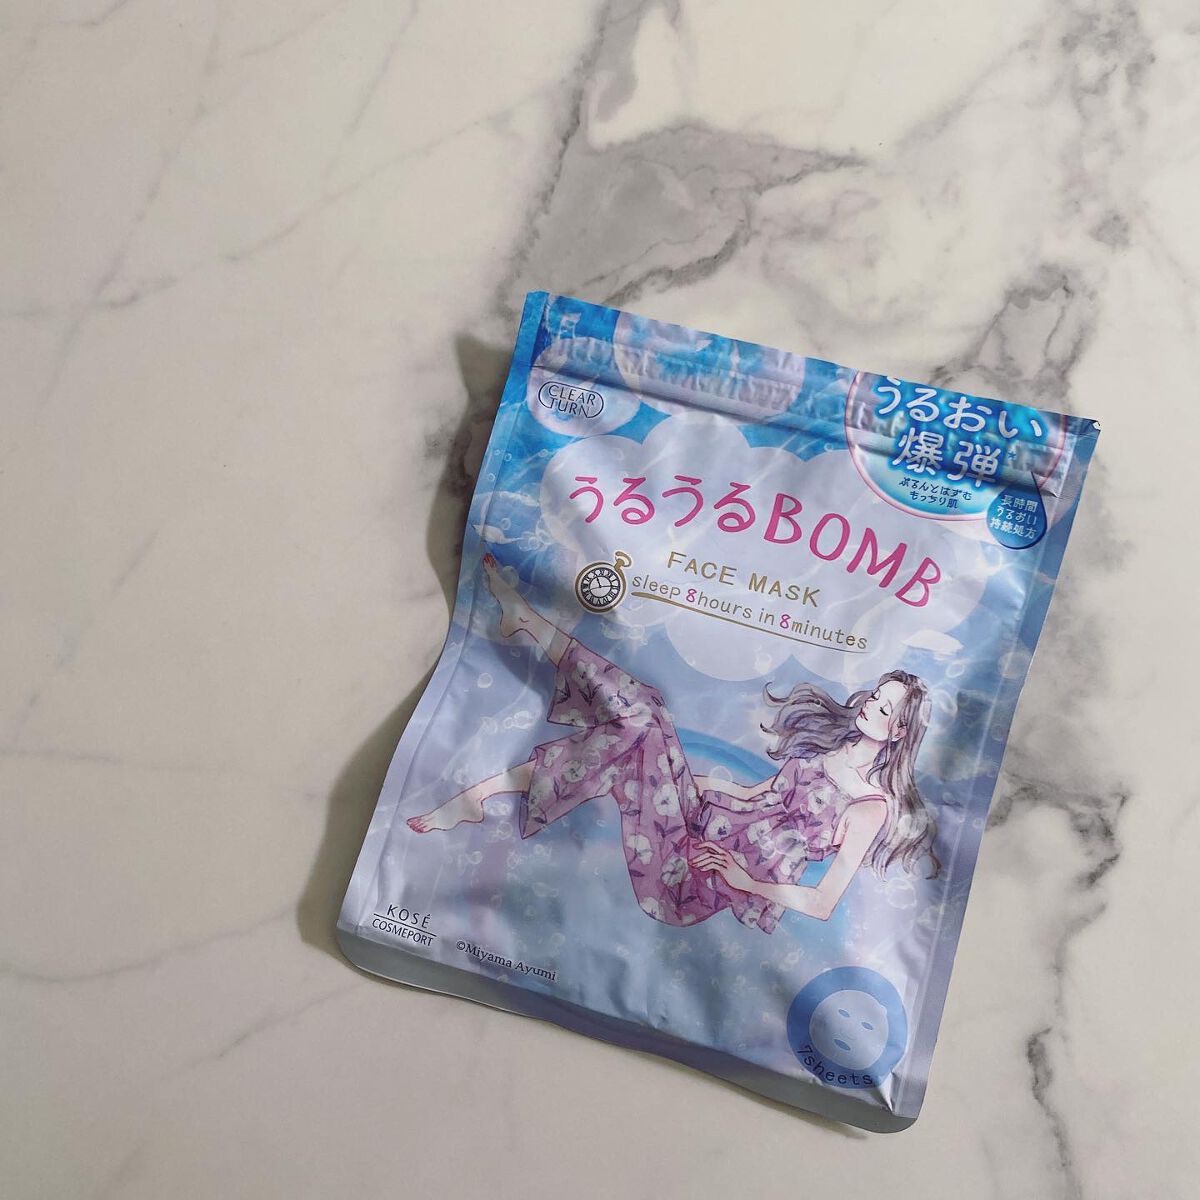 CLEAR
TURN
うるおい
爆弾
ぷるんとはずむ
もっちり肌
長時間
うるおい
持続処方
うるうるBOMB
FACE MASK
sleep 8hours in 8minutes
KOSÉ
COSMEPORT
©Miyama Ayumi
7sheets